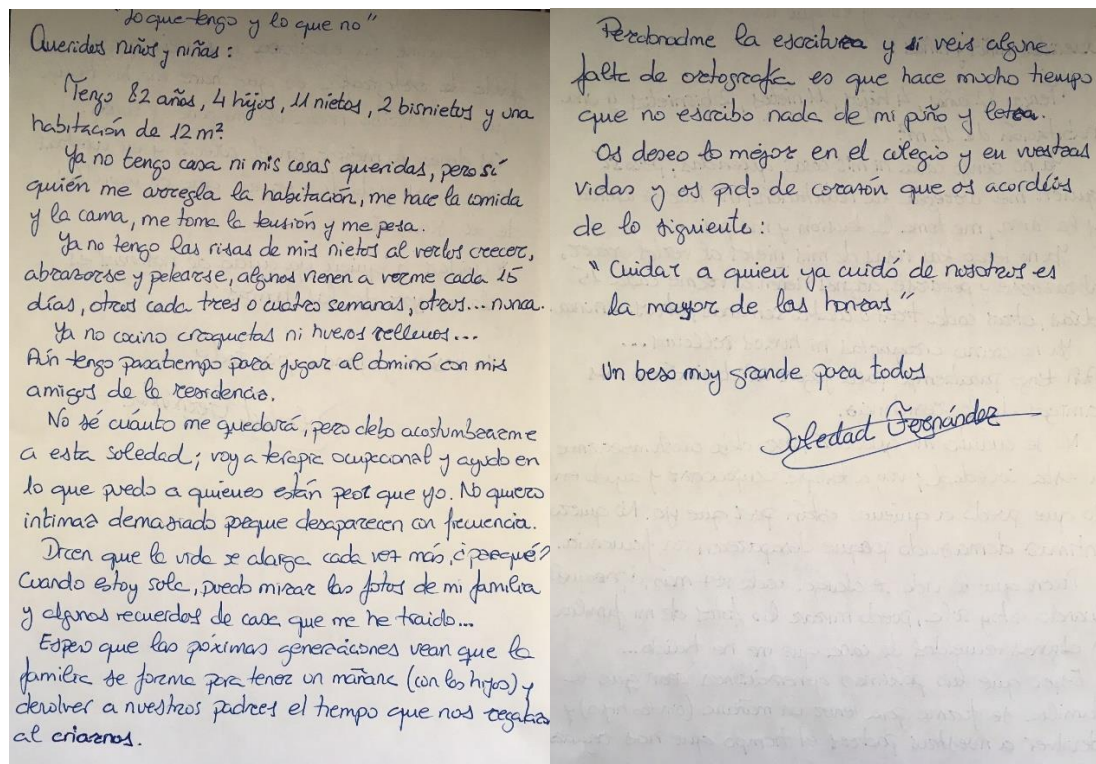 "Lo que tengo y lo que no"
Queridos niños y niñas:
Tengo 82 años, 4 hijos, 11 nietos, 2 bisnietos y una
habitación de 12 m².
Ya no tengo casa ni mis cosas queridas, pero sí
quién me arregla la habitación, me hace la comida
y la cama, me toma la tensión y me pesa.
Ya no tengo las risas de mis nietos al verlos crecer,
abrazarse y pelearse, algunos vienen a verme cada 15
días, otros cada tres o cuatro semanas, otros... nunca.
Ya no cocino croquetas ni huevos rellenos...
Aún tengo pasatiempo para jugar al dominó con mis
amigos de la residencia.
No sé cuánto me quedará, pero debo acostumbrarme
a esta soledad; voy a terapia ocupacional y ayudo en
lo que puedo a quienes están peor que yo. No quiero
intimar demasiado porque desaparecen con frecuencia.
Dicen que la vida se alarga cada vez más, ¿porqué?
Cuando estoy sola, puedo mirar las fotos de mi familia
y algunos recuerdos de casa que me he traido...
Espero que las póximas generaciones vean que la
familia se forma para tener un mañana (con los hijos) y
devolver a nuestros padres el tiempo que nos regalan
al criarnos.
Perdonadme la escritura y si veis alguna
falta de ortografía es que hace mucho tiempo
que no escribo nada de mi puño y letra.
Os deseo lo mejor en el colegio y en vuestras
vidas y os pido de corazón que os acordéis
de lo siguiente:
"Cuidar a quien ya cuidó de nosotros es
la mayor de las honras"
Un beso muy grande para todos
Soledad Fernández